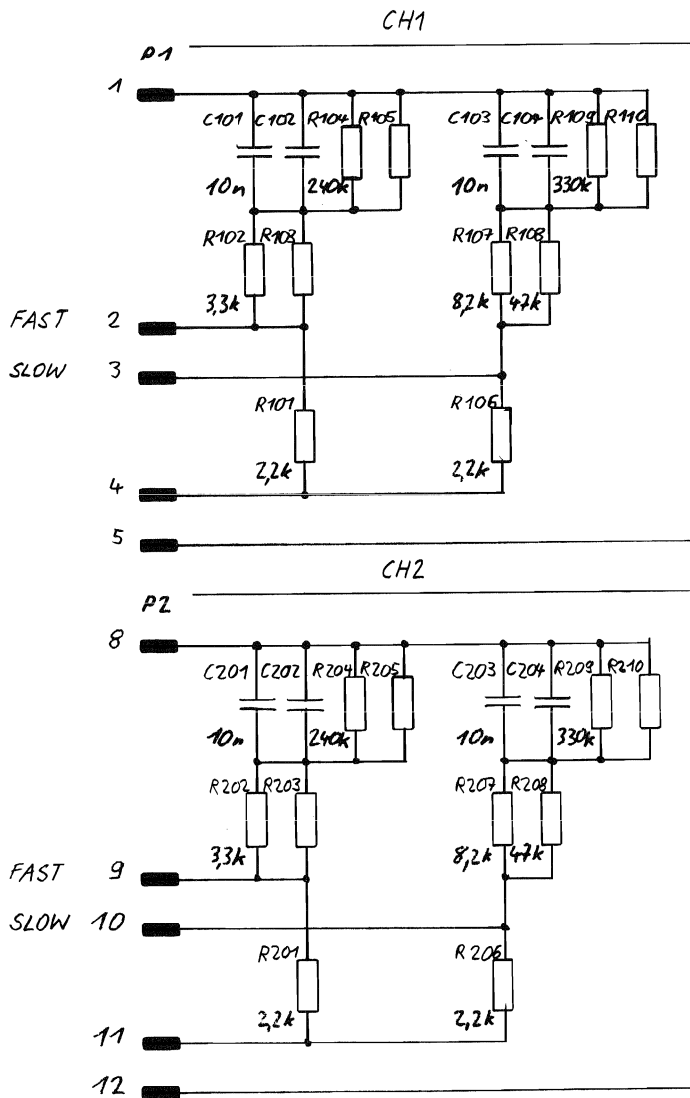 CH1
P1
1
C101 C102 R104 R105 C103 C104 R109 R110
10n 240k 10n 330k
R102 R103 R107 R108
3,3k 8,2k 47k
FAST 2
SLOW 3
R101 R106
2,2k 2,2k
4
5
CH2
P2
8
C201 C202 R204 R205 C203 C204 R209 R210
10n 240k 10n 330k
R202 R203 R207 R208
3,3k 8,2k 47k
FAST 9
SLOW 10
R201 R206
2,2k 2,2k
11
12